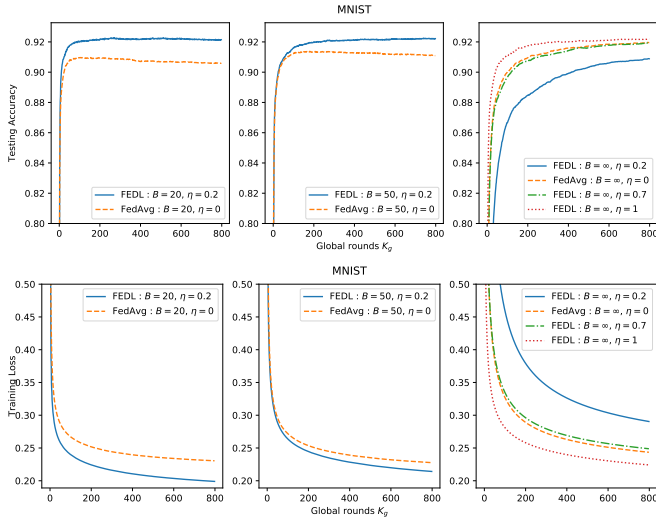 MNIST
Testing Accuracy
0.92
0.90
0.88
0.86
0.84
0.82
0.80
FEDL : B = 20, η = 0.2
FedAvg : B = 20, η = 0
0 200 400 600 800
0.92
0.90
0.88
0.86
0.84
0.82
0.80
FEDL : B = 50, η = 0.2
FedAvg : B = 50, η = 0
0 200 400 600 800
Global rounds Kg
0.92
0.90
0.88
0.86
0.84
0.82
0.80
FEDL : B = ∞, η = 0.2
FedAvg : B = ∞, η = 0
FEDL : B = ∞, η = 0.7
FEDL : B = ∞, η = 1
0 200 400 600 800
MNIST
Training Loss
0.50
0.45
0.40
0.35
0.30
0.25
0.20
FEDL : B = 20, η = 0.2
FedAvg : B = 20, η = 0
0 200 400 600 800
0.50
0.45
0.40
0.35
0.30
0.25
0.20
FEDL : B = 50, η = 0.2
FedAvg : B = 50, η = 0
0 200 400 600 800
Global rounds Kg
0.50
0.45
0.40
0.35
0.30
0.25
0.20
FEDL : B = ∞, η = 0.2
FedAvg : B = ∞, η = 0
FEDL : B = ∞, η = 0.7
FEDL : B = ∞, η = 1
0 200 400 600 800